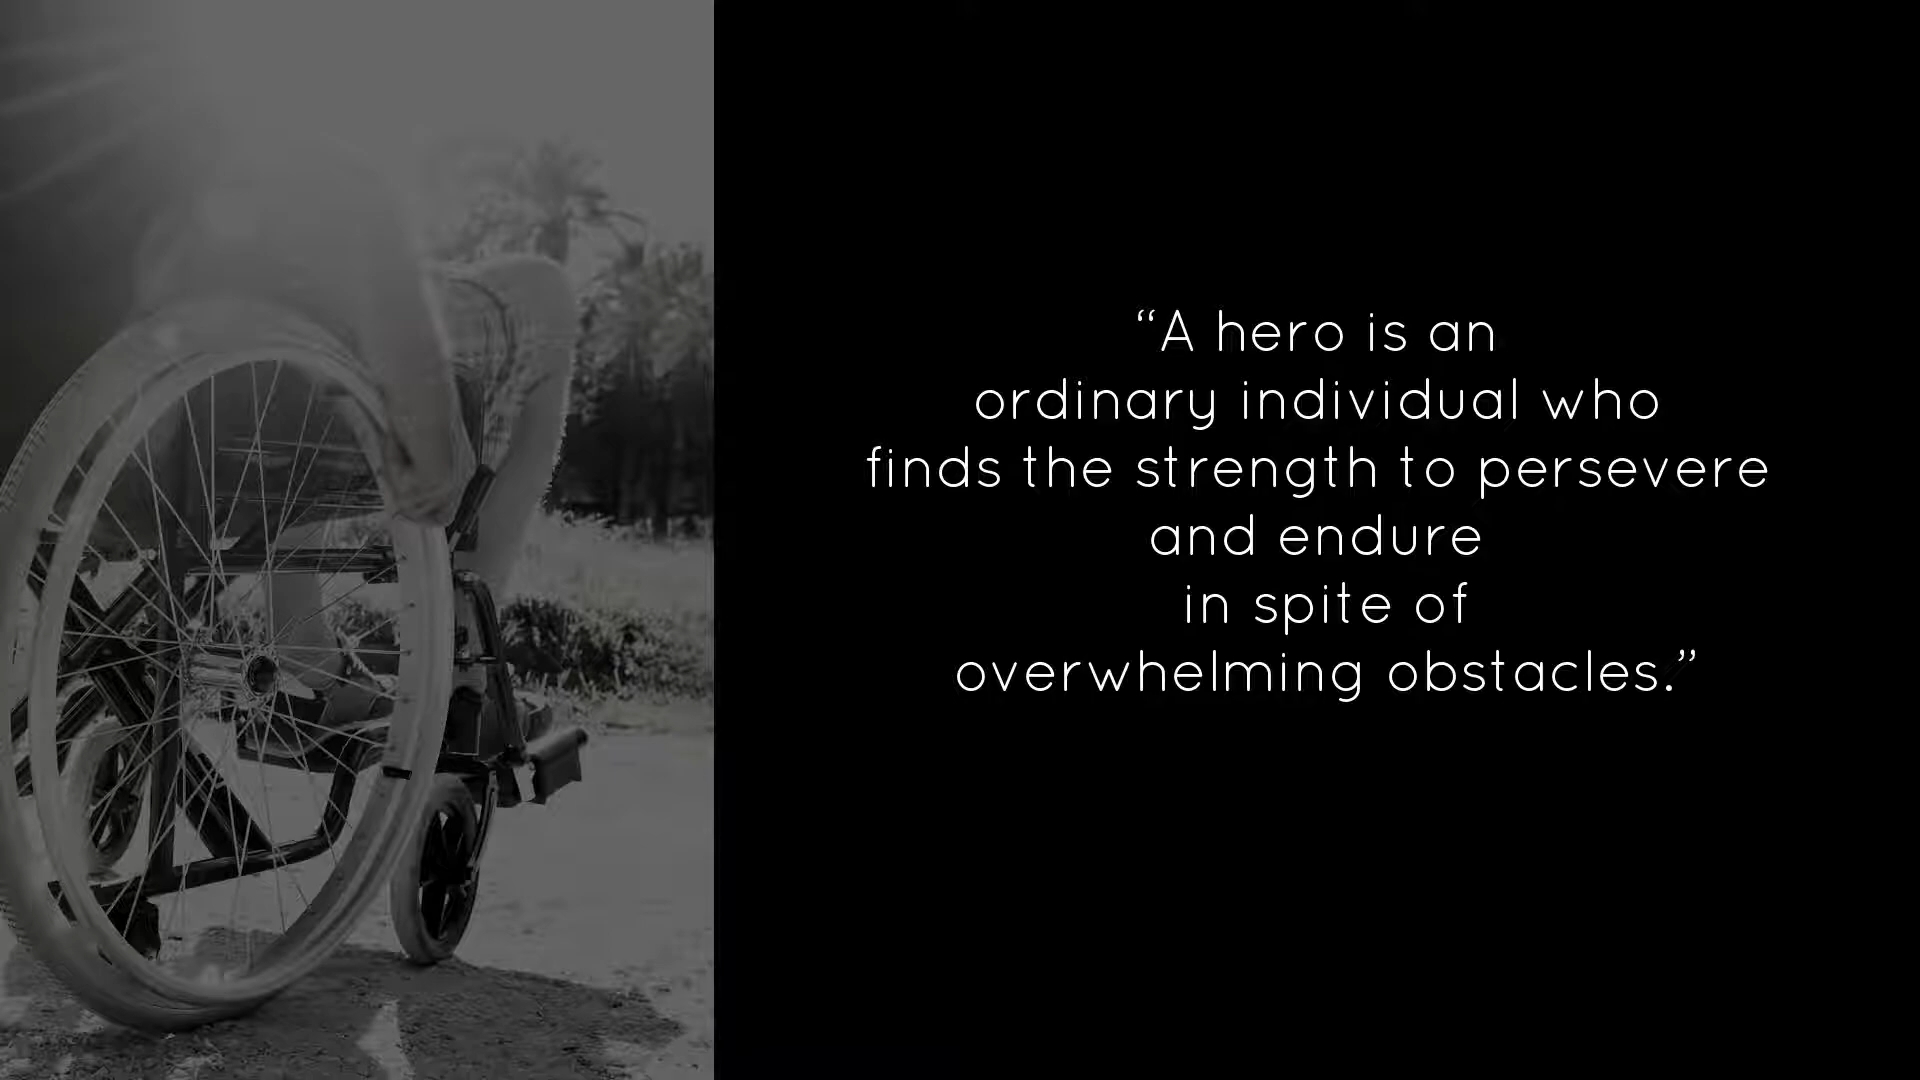 “A hero is an
ordinary individual who
finds the strength to persevere
and endure
in spite of
overwhelming obstacles.”